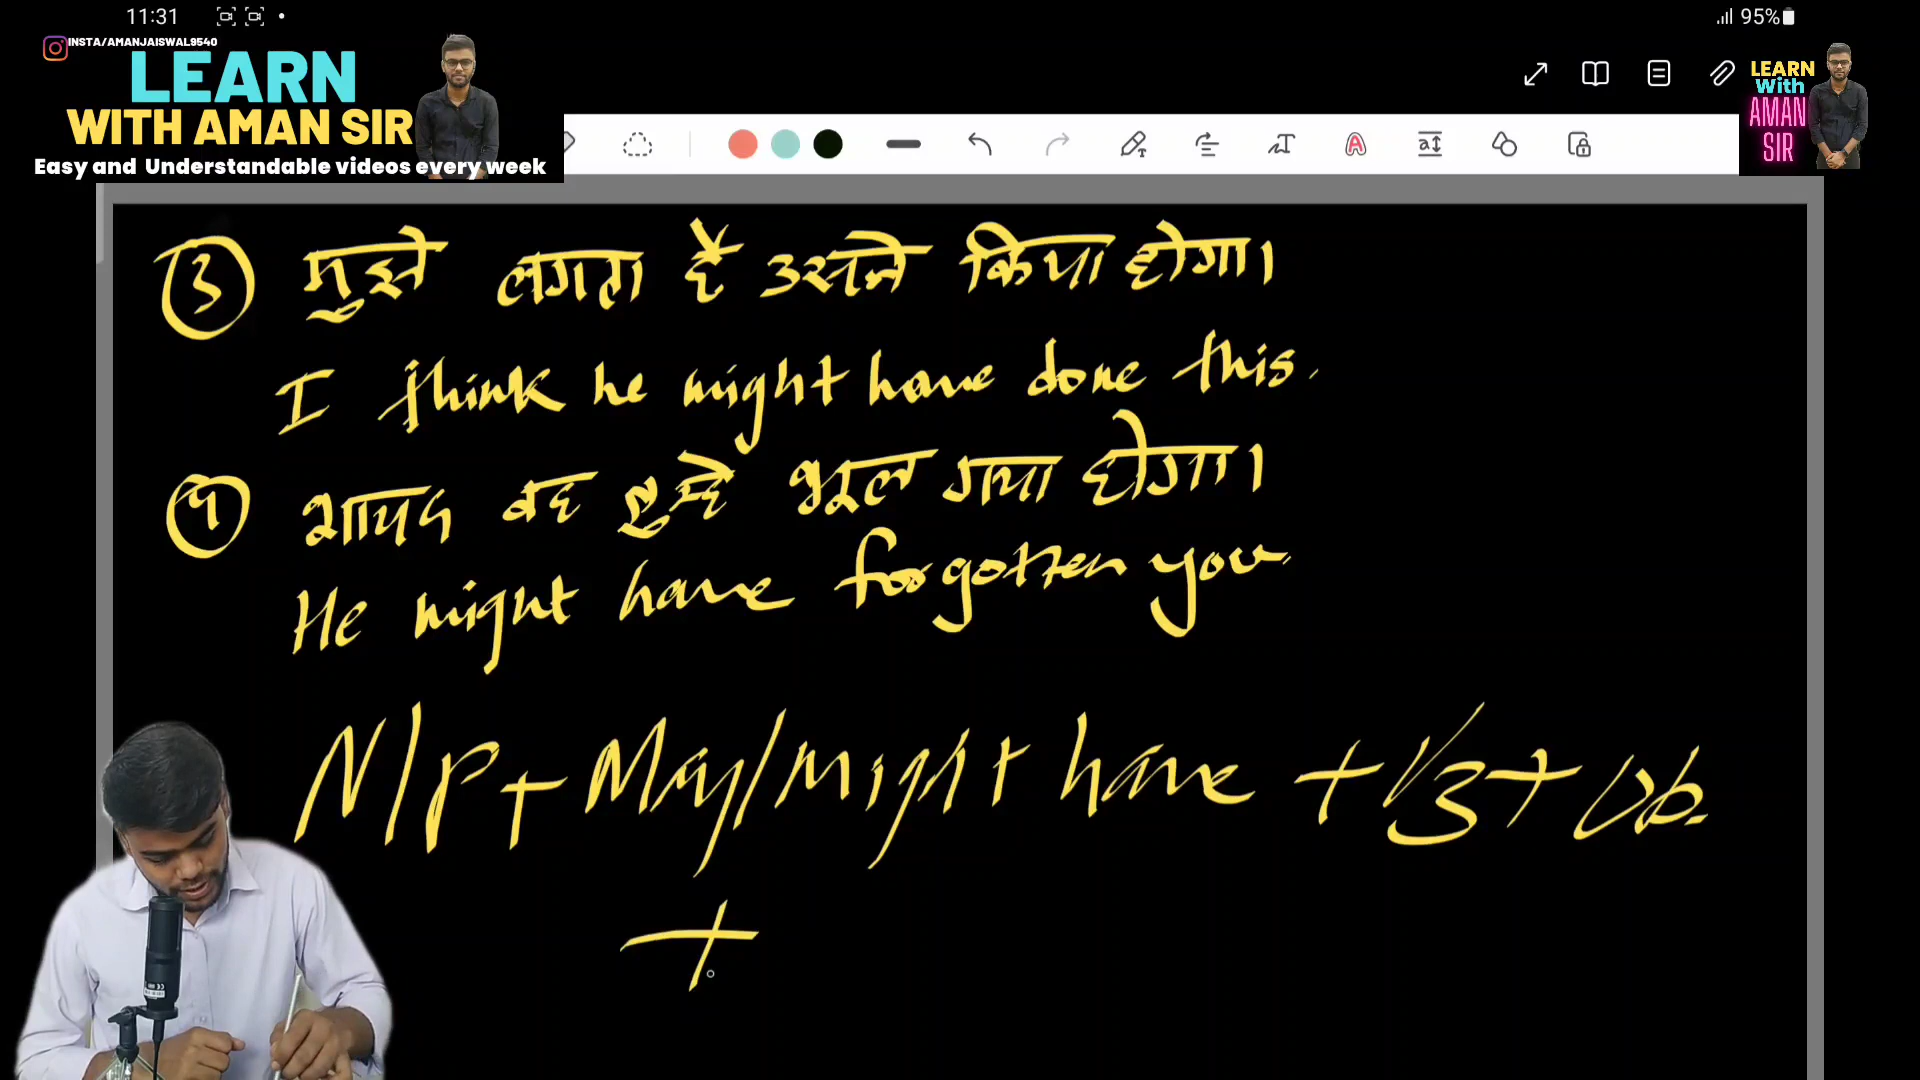 11:31
95%
INSTA/AMANJAISWAL9540
LEARN
WITH AMAN SIR
Easy and Understandable videos every week
LEARN
With
AMAN
SIR
3 मुझे लगता है उसने किया होगा।
I think he might have done this.
4 शायद वह तुम्हे भूल गया होगा।
He might have forgotten you.
N/P + May/might have + V3 + Ob.
+